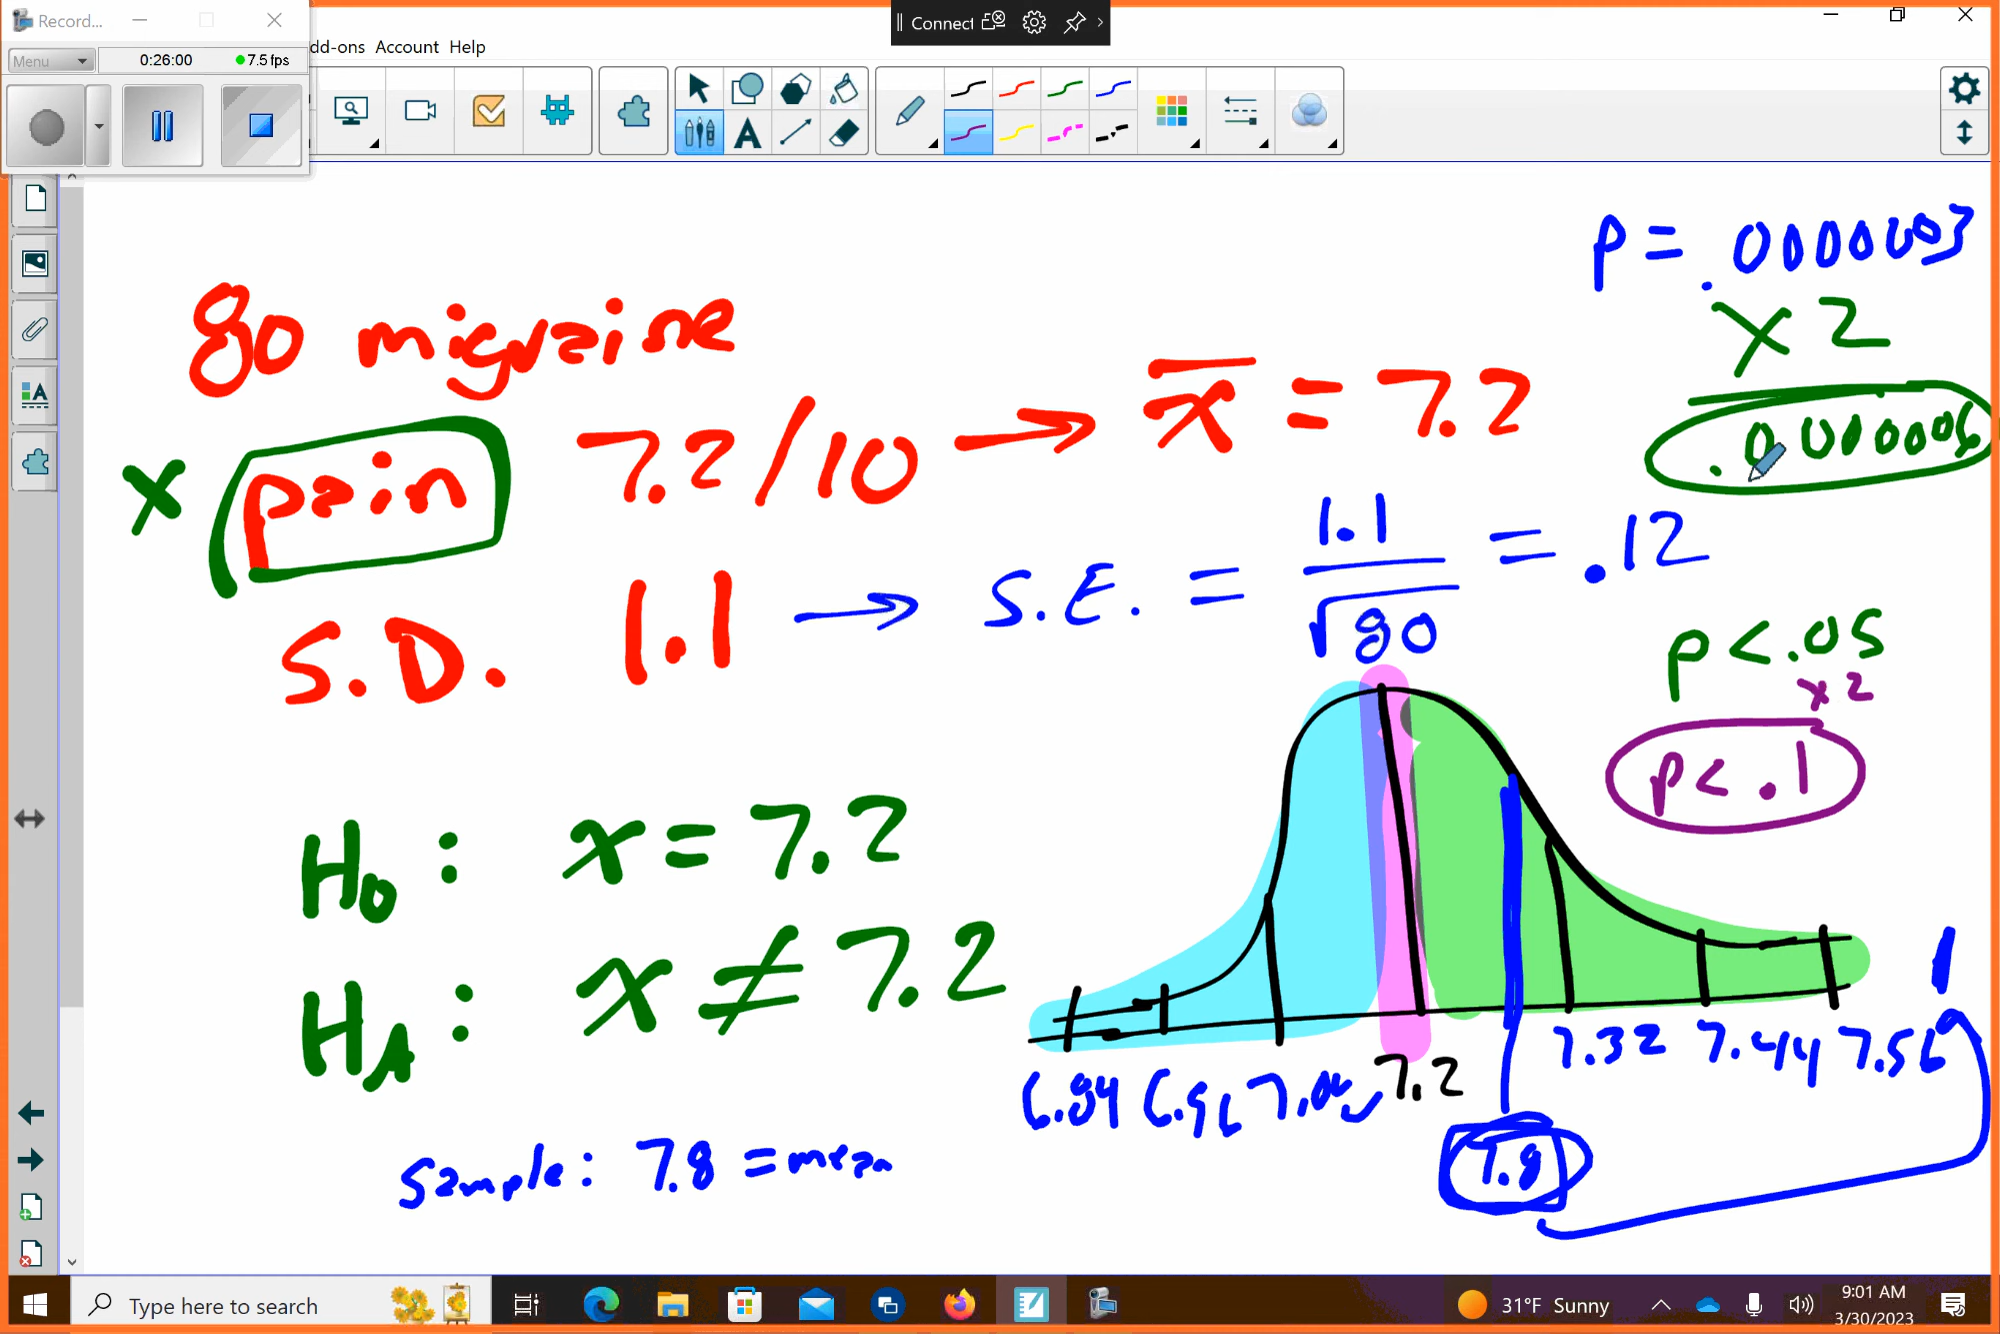 Record...
Menu
0:26:00
7.5 fps
Connect
dd-ons Account Help
p = .0000003
x 2
.000006
80 migraine
x pain 7.2/10 → x̄ = 7.2
S.D. 1.1 → S.E. = 1.1/√80 = .12
p < .05
x 2
p < .1
H0 : x = 7.2
HA : x ≠ 7.2
6.84 6.96 7.2 7.32 7.44 7.56
7.8
Sample: 7.8 = mean
Type here to search
31°F Sunny
9:01 AM
3/30/2023